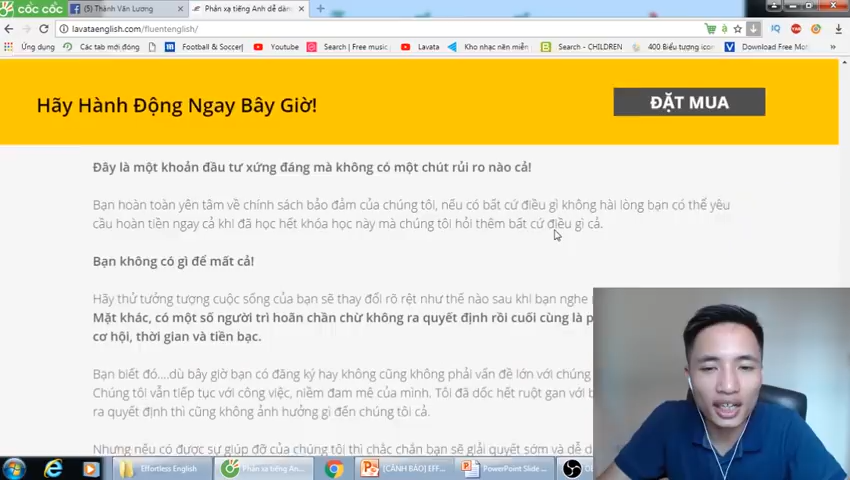 cốc cốc
(5) Thành Văn Lương
Phản xạ tiếng Anh dễ dàn
lavataenglish.com/fluentenglish/
Ứng dụng
Các tab mới đóng
Football & Soccer
Youtube
Search | Free music
Lavata
Kho nhạc nền miễn
Search - CHILDREN
400 Biểu tượng icon
Download Free Mot
Hãy Hành Động Ngay Bây Giờ!
ĐẶT MUA
Đây là một khoản đầu tư xứng đáng mà không có một chút rủi ro nào cả!
Bạn hoàn toàn yên tâm về chính sách bảo đảm của chúng tôi, nếu có bất cứ điều gì không hài lòng bạn có thể yêu
cầu hoàn tiền ngay cả khi đã học hết khóa học này mà chúng tôi hỏi thêm bất cứ điều gì cả.
Bạn không có gì để mất cả!
Hãy thử tưởng tượng cuộc sống của bạn sẽ thay đổi rõ rệt như thế nào sau khi bạn nghe
Mặt khác, có một số người trì hoãn chần chừ không ra quyết định rồi cuối cùng là
cơ hội, thời gian và tiền bạc.
Bạn biết đó....dù bây giờ bạn có đăng ký hay không cũng không phải vấn đề lớn với chúng
Chúng tôi vẫn tiếp tục với công việc, niềm đam mê của mình. Tôi đã dốc hết ruột gan với
ra quyết định thì cũng không ảnh hưởng gì đến chúng tôi cả.
Nhưng nếu có được sự giúp đỡ của chúng tôi thì chắc chắn bạn sẽ giải quyết sớm và dễ
Effortless English
Phản xạ tiếng An...
[CẢNH BÁO] EFF...
PowerPoint Slide ...